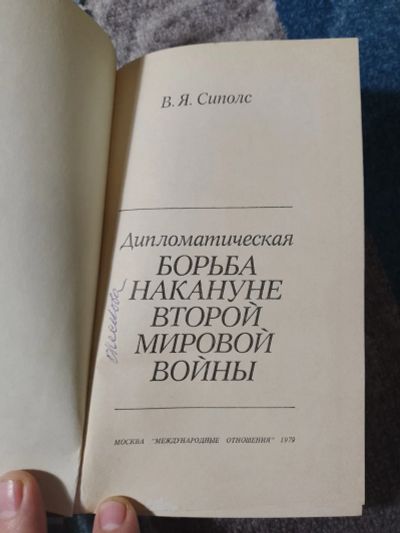 В. Я. Сиполс
Дипломатическая
БОРЬБА
НАКАНУНЕ
ВТОРОЙ
МИРОВОЙ
ВОЙНЫ
МОСКВА "МЕЖДУНАРОДНЫЕ ОТНОШЕНИЯ" 1979